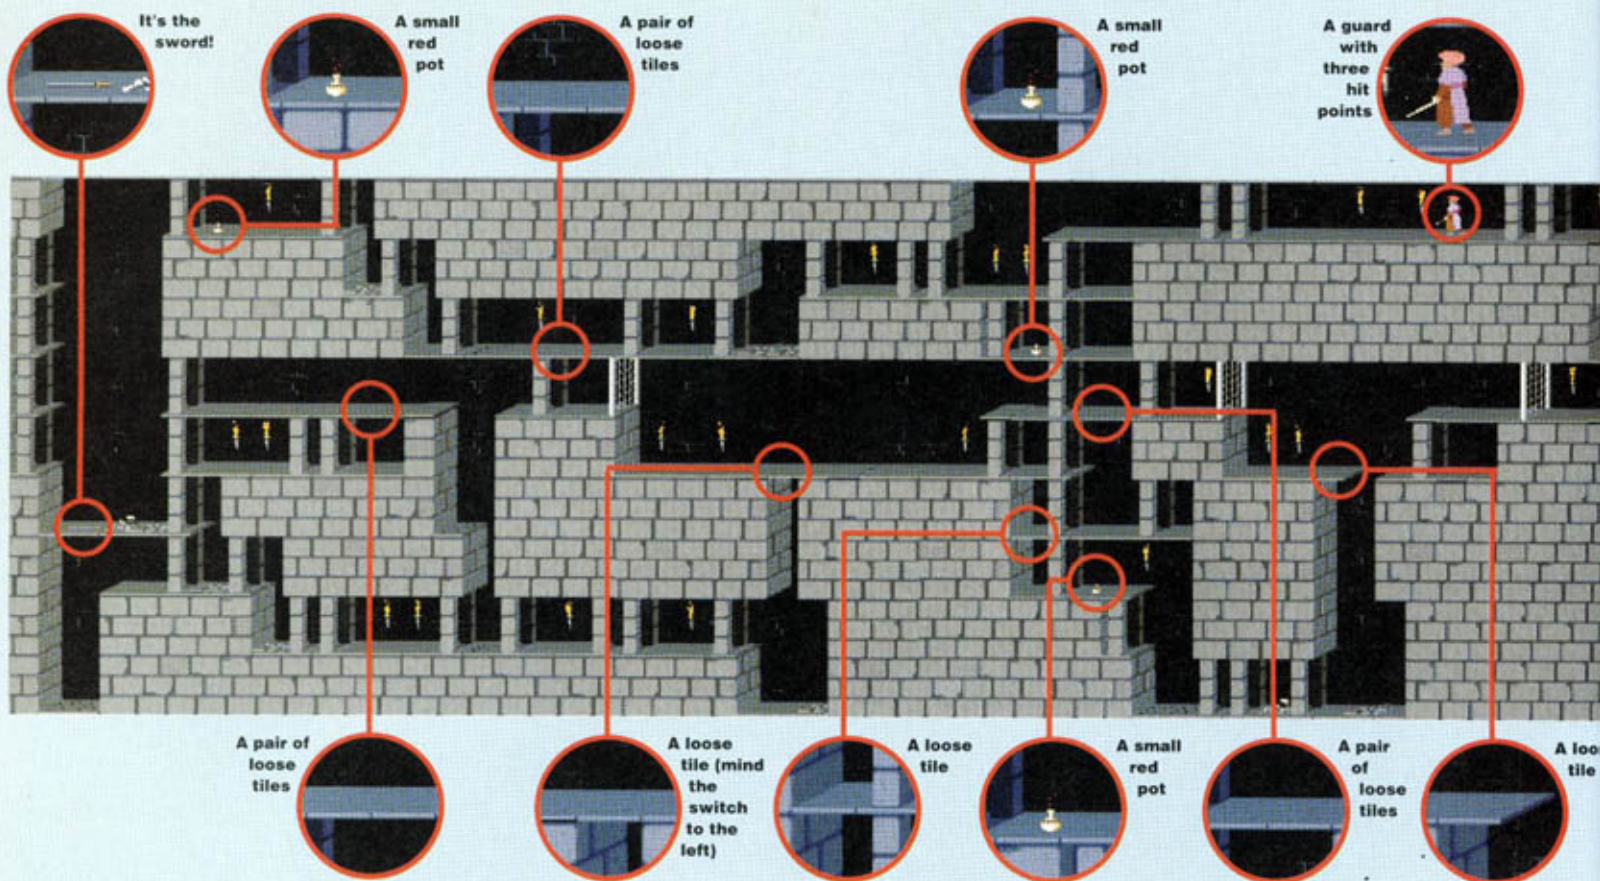 It's the
sword!
A small
red
pot
A pair of
loose
tiles
A small
red
pot
A guard
with
three
hit
points
A pair of
loose
tiles
A loose
tile (mind
the
switch
to the
left)
A loose
tile
A small
red
pot
A pair
of
loose
tiles
A loo
tile